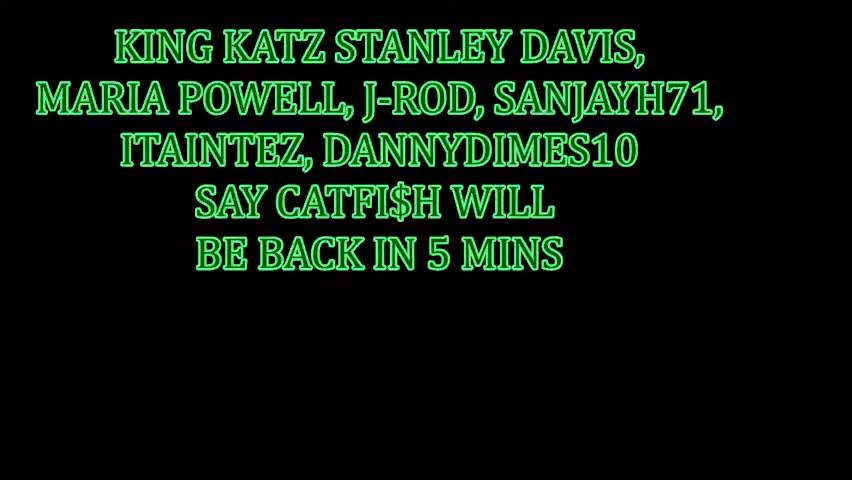 KING KATZ STANLEY DAVIS,
MARIA POWELL, J-ROD, SANJAYH71,
ITAINTEZ, DANNYDIMES10
SAY CATFI$H WILL
BE BACK IN 5 MINS